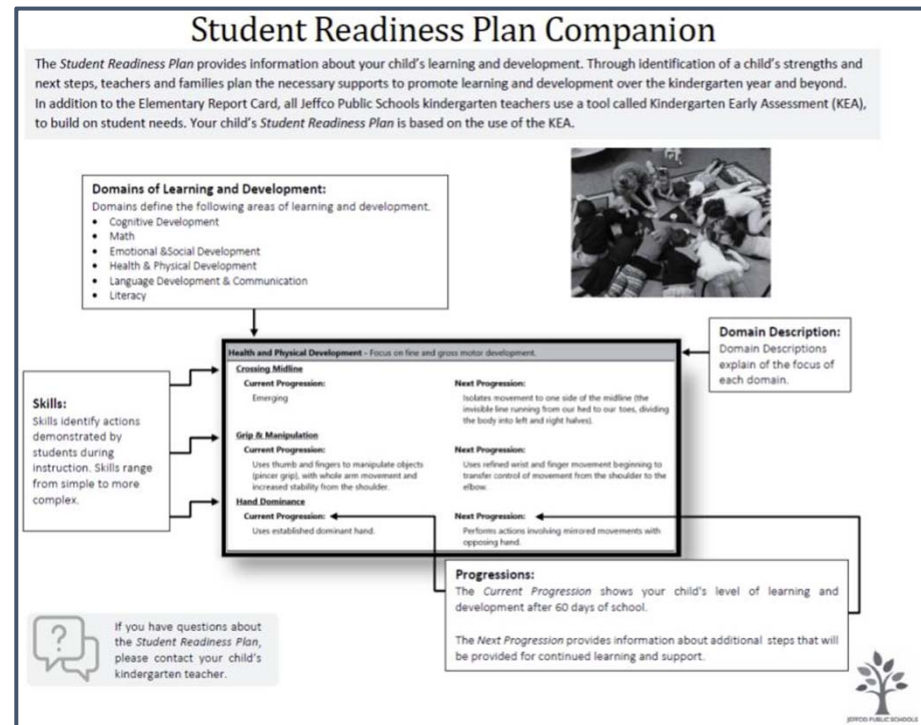 Student Readiness Plan Companion
The Student Readiness Plan provides information about your child's learning and development. Through identification of a child's strengths and
next steps, teachers and families plan the necessary supports to promote learning and development over the kindergarten year and beyond.
In addition to the Elementary Report Card, all Jeffco Public Schools kindergarten teachers use a tool called Kindergarten Early Assessment (KEA),
to build on student needs. Your child's Student Readiness Plan is based on the use of the KEA.
Domains of Learning and Development:
Domains define the following areas of learning and development.
• Cognitive Development
• Math
• Emotional &Social Development
• Health & Physical Development
• Language Development & Communication
• Literacy
Domain Description:
Domain Descriptions
explain of the focus of
each domain.
Skills:
Skills identify actions
demonstrated by
students during
instruction. Skills range
from simple to more
complex.
Health and Physical Development - Focus on fine and gross motor development.
Crossing Midline
Current Progression:
Emerging
Next Progression:
Isolates movement to one side of the midline (the
invisible line running from our hed to our toes, dividing
the body into left and right halves).
Grip & Manipulation
Current Progression:
Uses thumb and fingers to manipulate objects
(pincer grip), with whole arm movement and
increased stability from the shoulder.
Next Progression:
Uses refined wrist and finger movement beginning to
transfer control of movement from the shoulder to the
elbow.
Hand Dominance
Current Progression:
Uses established dominant hand.
Next Progression:
Performs actions involving mirrored movements with
opposing hand.
Progressions:
The Current Progression shows your child's level of learning and
development after 60 days of school.
The Next Progression provides information about additional steps that will
be provided for continued learning and support.
?
If you have questions about
the Student Readiness Plan,
please contact your child's
kindergarten teacher.
JEFFCO PUBLIC SCHOOLS